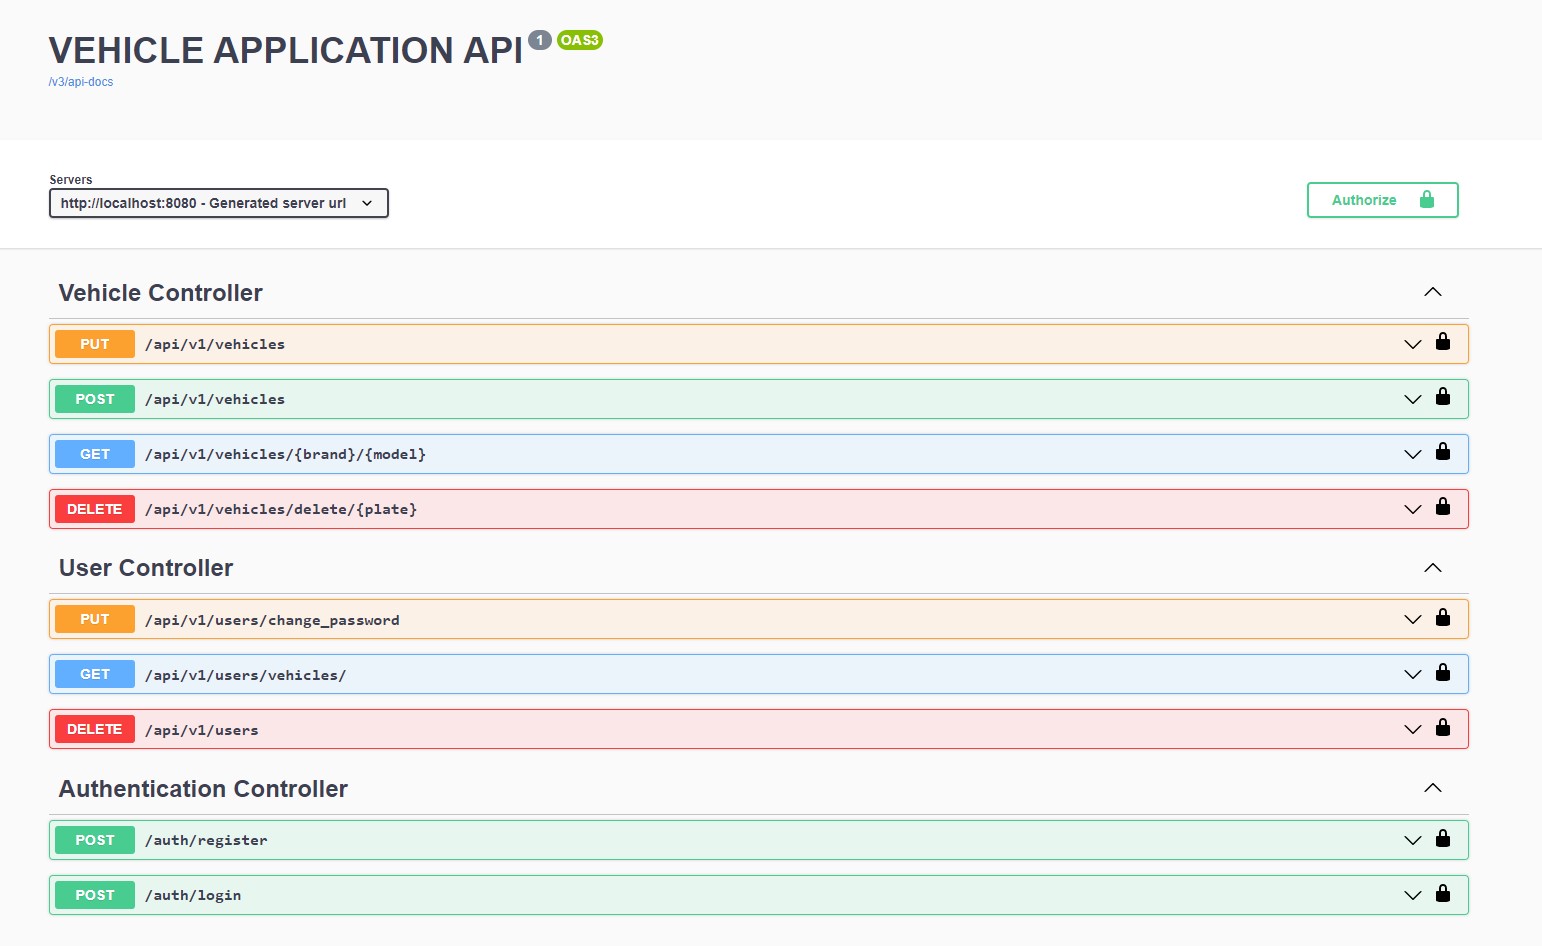 VEHICLE APPLICATION API 1 OAS3
/v3/api-docs
Servers
http://localhost:8080 - Generated server url
Authorize
Vehicle Controller
PUT /api/v1/vehicles
POST /api/v1/vehicles
GET /api/v1/vehicles/{brand}/{model}
DELETE /api/v1/vehicles/delete/{plate}
User Controller
PUT /api/v1/users/change_password
GET /api/v1/users/vehicles/
DELETE /api/v1/users
Authentication Controller
POST /auth/register
POST /auth/login